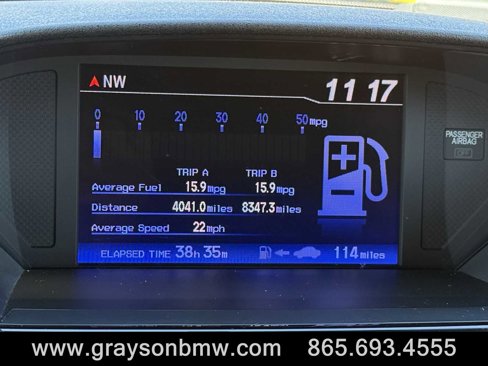 NW 11 17
0 10 20 30 40 50 mpg
PASSENGER
AIRBAG
OFF
TRIP A TRIP B
Average Fuel 15.9 mpg 15.9 mpg
Distance 4041.0 miles 8347.3 miles
Average Speed 22 mph
ELAPSED TIME 38h 35m 114 miles
www.graysonbmw.com 865.693.4555